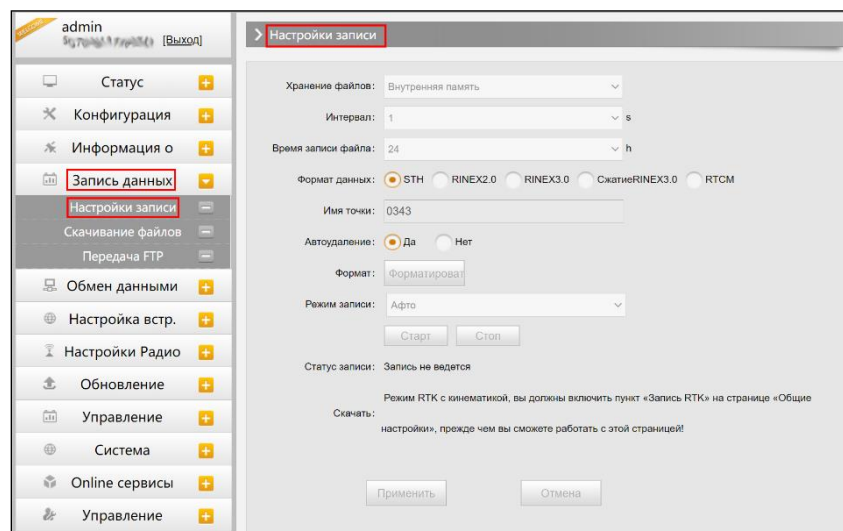 WELCOME
admin
[Выход]
Статус
Конфигурация
Информация о
Запись данных
Настройки записи
Скачивание файлов
Передача FTP
Обмен данными
Настройка встр.
Настройки Радио
Обновление
Управление
Система
Online сервисы
Управление
Настройки записи
Хранение файлов: Внутренняя память
Интервал: 1 s
Время записи файла: 24 h
Формат данных: STH RINEX2.0 RINEX3.0 СжатиеRINEX3.0 RTCM
Имя точки: 0343
Автоудаление: Да Нет
Формат: Форматироват
Режим записи: Афто
Старт Стоп
Статус записи: Запись не ведется
Режим RTK с кинематикой, вы должны включить пункт «Запись RTK» на странице «Общие
Скачать:
настройки», прежде чем вы сможете работать с этой страницей!
Применить Отмена